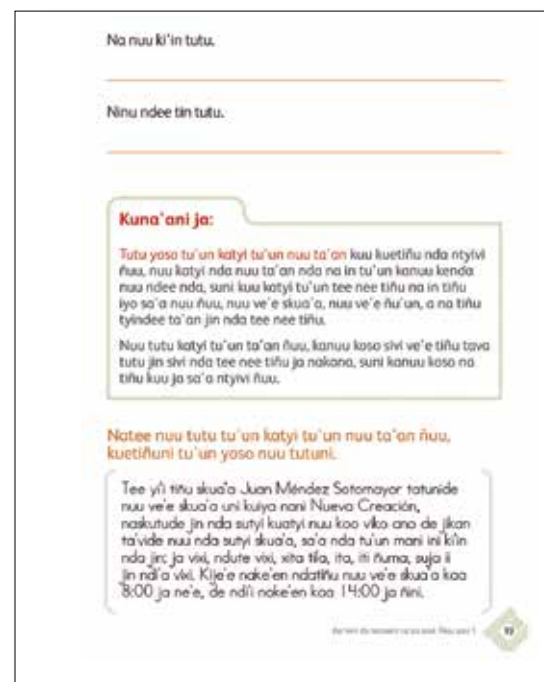 Na nuu ki'in tutu.
Ninu ndee tin tutu.
Kuna'ani ja:
Tutu yoso tu'un katyi tu'un nuu ta'an kuu kuetiñu nda ntyivi
ñuu, nuu katyi nda nuu ta'an nda na in tu'un kanuu kenda
nuu ndee nda, suni kuu katyi tu'un tee nee tiñu na in tiñu
iyo sa'a nuu ñuu, nuu ve'e skua'a, nuu ve'e ñu'un, a na tiñu
tyindee ta'an jin nda tee nee tiñu.
Nuu tutu katyi tu'un ta'an ñuu, kanuu koso sivi ve'e tiñu tava
tutu jin sivi nda tee nee tiñu ja nakana, suni kanuu koso na
tiñu kuu ja sa'a ntyivi ñuu.
Natee nuu tutu tu'un katyi tu'un nuu ta'an ñuu,
kuetiñuni tu'un yoso nuu tutuni.
Tee yi'i tiñu skua'a Juan Méndez Sotomayor tatunide
nuu ve'e skua'a uni kuiya nani Nueva Creación,
naskutude jin nda sutyi kuatyi nuu koo viko ano de jikan
ta'vide nuu nda sutyi skua'a, sa'a nda tu'un mani ini ki'in
nda jin: ja vixi, ndute vixi, xita tila, ita, iti ñuma, suja ii
jin ndi'a vixi. Kije'e nake'en ndatiñu nuu ve'e skua'a kaa
8:00 ja ne'e, de ndi'i nake'en kaa 14:00 ja ñini.